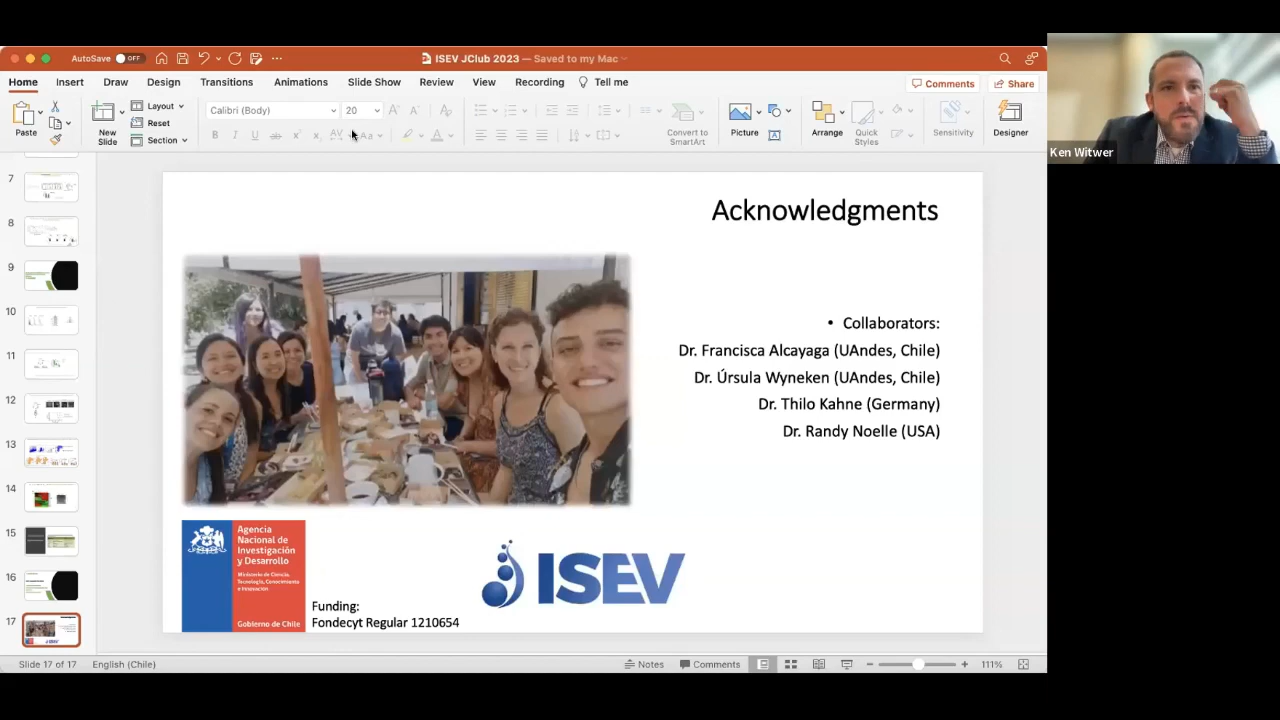 AutoSave OFF
ISEV JClub 2023 — Saved to my Mac
Home Insert Draw Design Transitions Animations Slide Show Review View Recording Tell me
Comments Share
Paste
New Slide
Layout
Reset
Section
Calibri (Body) 20
Convert to SmartArt
Picture
Arrange
Quick Styles
Sensitivity
Designer
Ken Witwer
7
8
9
10
11
12
13
14
15
16
17
Acknowledgments
• Collaborators:
Dr. Francisca Alcayaga (UAndes, Chile)
Dr. Úrsula Wyneken (UAndes, Chile)
Dr. Thilo Kahne (Germany)
Dr. Randy Noelle (USA)
Agencia
Nacional de
Investigación
y Desarrollo
Ministerio de Ciencia,
Tecnología, Conocimiento
e Innovación
Gobierno de Chile
Funding:
Fondecyt Regular 1210654
ISEV
Slide 17 of 17 English (Chile)
Notes Comments 111%